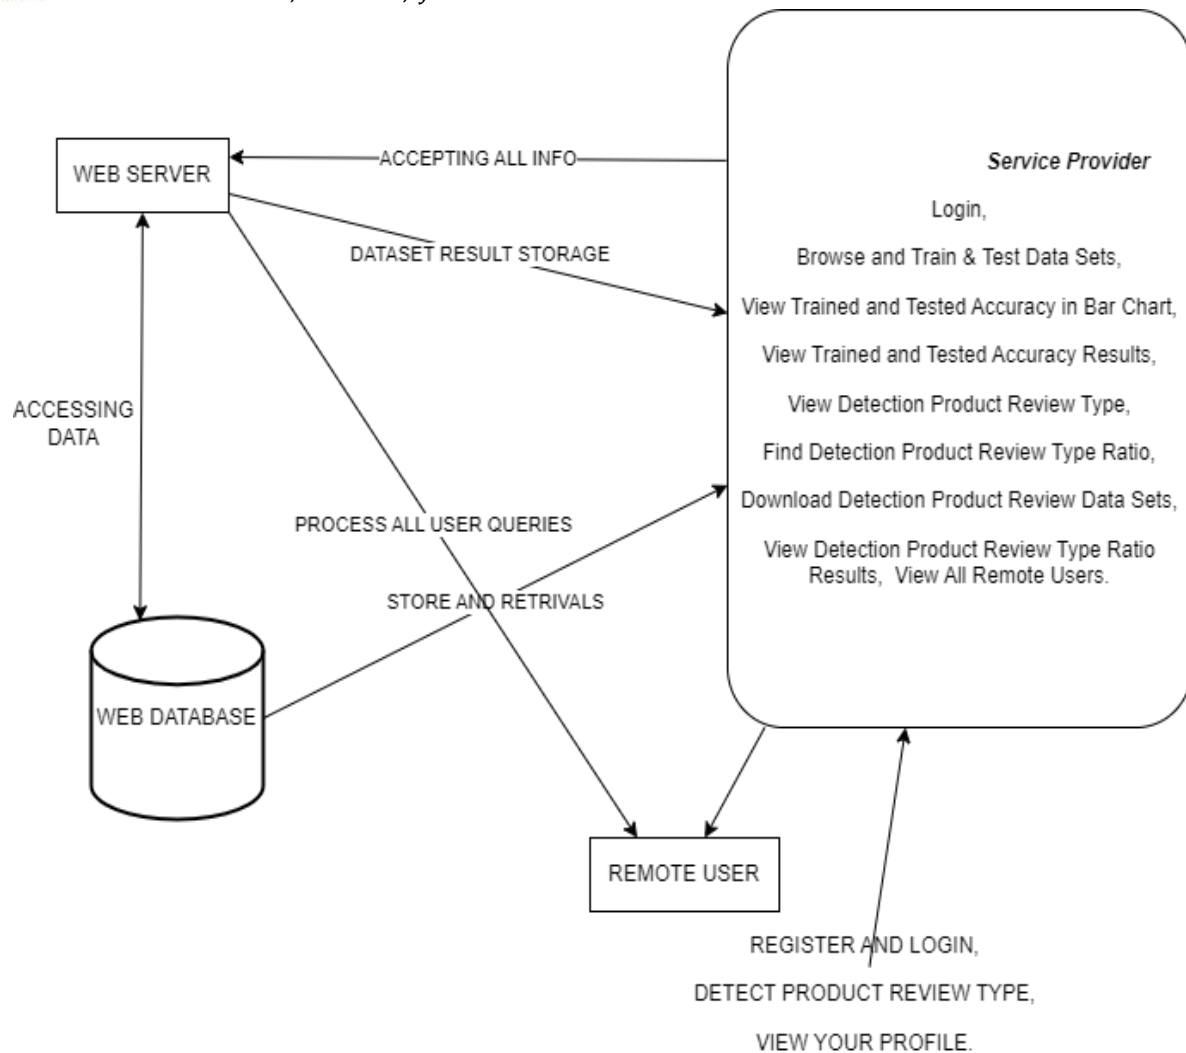 WEB SERVER
ACCEPTING ALL INFO
Service Provider
Login,
DATASET RESULT STORAGE
Browse and Train & Test Data Sets,
View Trained and Tested Accuracy in Bar Chart,
View Trained and Tested Accuracy Results,
ACCESSING
DATA
View Detection Product Review Type,
Find Detection Product Review Type Ratio,
Download Detection Product Review Data Sets,
PROCESS ALL USER QUERIES
View Detection Product Review Type Ratio
Results, View All Remote Users.
STORE AND RETRIVALS
WEB DATABASE
REMOTE USER
REGISTER AND LOGIN,
DETECT PRODUCT REVIEW TYPE,
VIEW YOUR PROFILE.